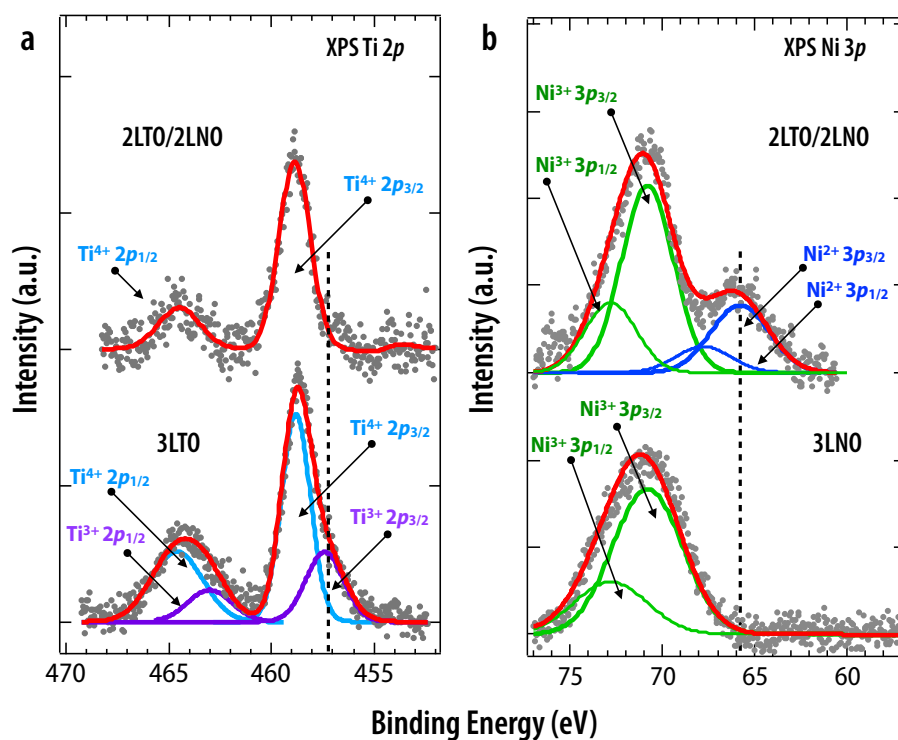 a
XPS Ti 2p
2LTO/2LNO
Ti⁴⁺ 2p₃/₂
Ti⁴⁺ 2p₁/₂
3LTO
Ti⁴⁺ 2p₃/₂
Ti⁴⁺ 2p₁/₂
Ti³⁺ 2p₁/₂
Ti³⁺ 2p₃/₂
470 465 460 455
Intensity (a.u.)
b
XPS Ni 3p
Ni³⁺ 3p₃/₂
2LTO/2LNO
Ni³⁺ 3p₁/₂
Ni²⁺ 3p₃/₂
Ni²⁺ 3p₁/₂
Ni³⁺ 3p₃/₂
Ni³⁺ 3p₁/₂
3LNO
75 70 65 60
Intensity (a.u.)
Binding Energy (eV)